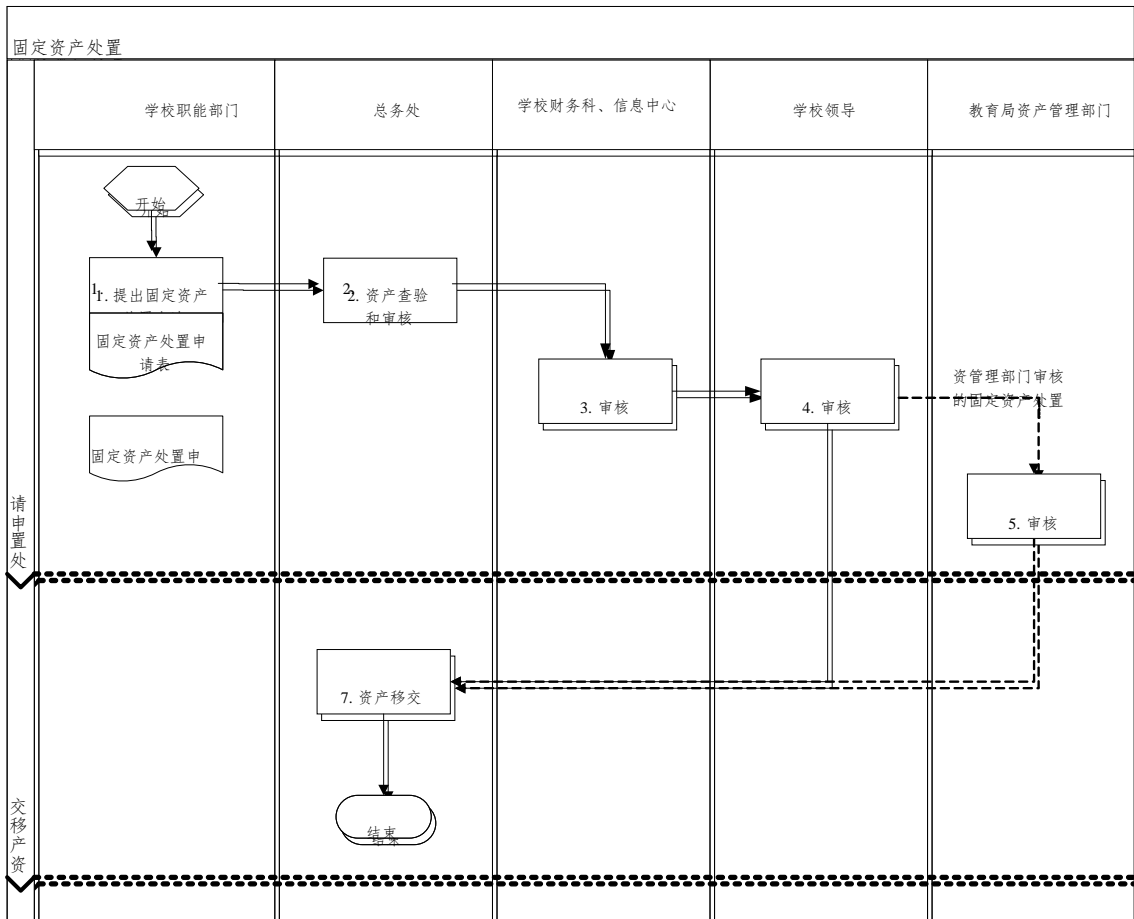 固定资产处置
学校职能部门
总务处
学校财务科、信息中心
学校领导
教育局资产管理部门
开始
1. 提出固定资产
固定资产处置申
请表
固定资产处置申
2. 资产查验
和审核
3. 审核
4. 审核
资管理部门审核
的固定资产处置
5. 审核
请
申
置
处
7. 资产移交
结束
交
移
产
资